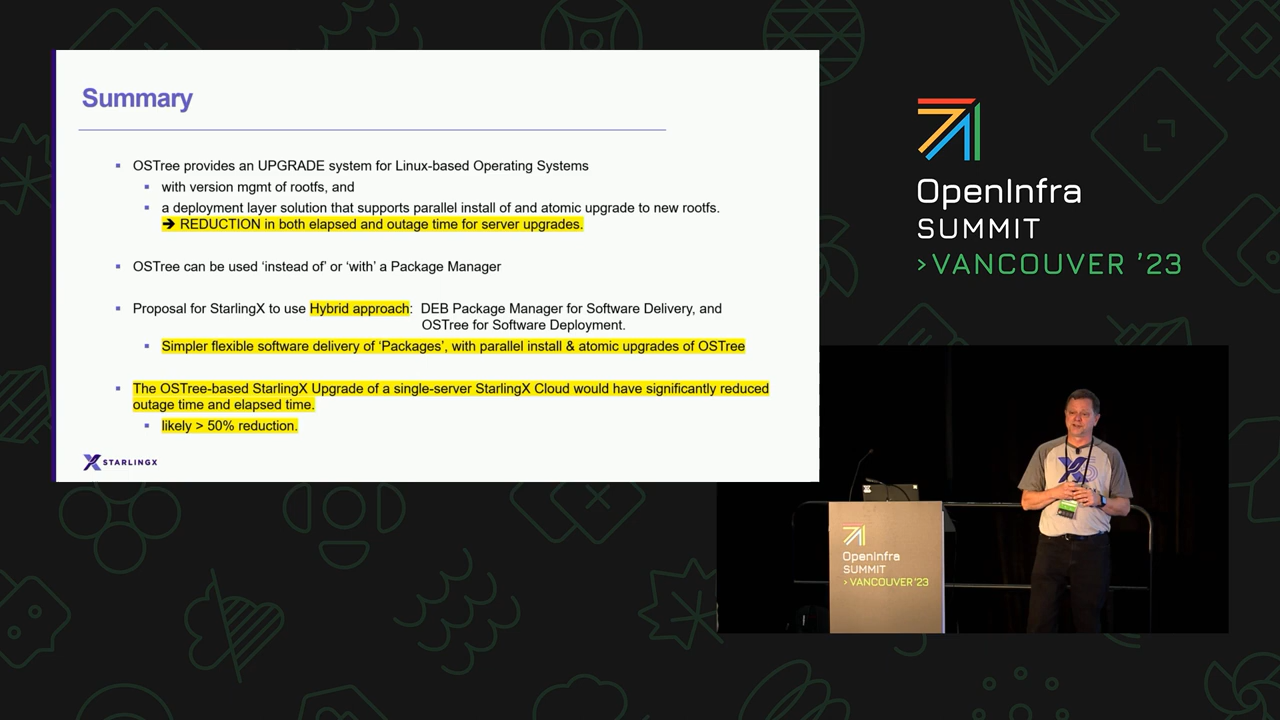 Summary
OSTree provides an UPGRADE system for Linux-based Operating Systems
with version mgmt of rootfs, and
a deployment layer solution that supports parallel install of and atomic upgrade to new rootfs.
➔ REDUCTION in both elapsed and outage time for server upgrades.
OSTree can be used ‘instead of’ or ‘with’ a Package Manager
Proposal for StarlingX to use Hybrid approach: DEB Package Manager for Software Delivery, and
OSTree for Software Deployment.
Simpler flexible software delivery of ‘Packages’, with parallel install & atomic upgrades of OSTree
The OSTree-based StarlingX Upgrade of a single-server StarlingX Cloud would have significantly reduced
outage time and elapsed time.
likely > 50% reduction.
STARLINGX
OpenInfra
SUMMIT
>VANCOUVER ’23
OpenInfra
SUMMIT
> VANCOUVER ’23